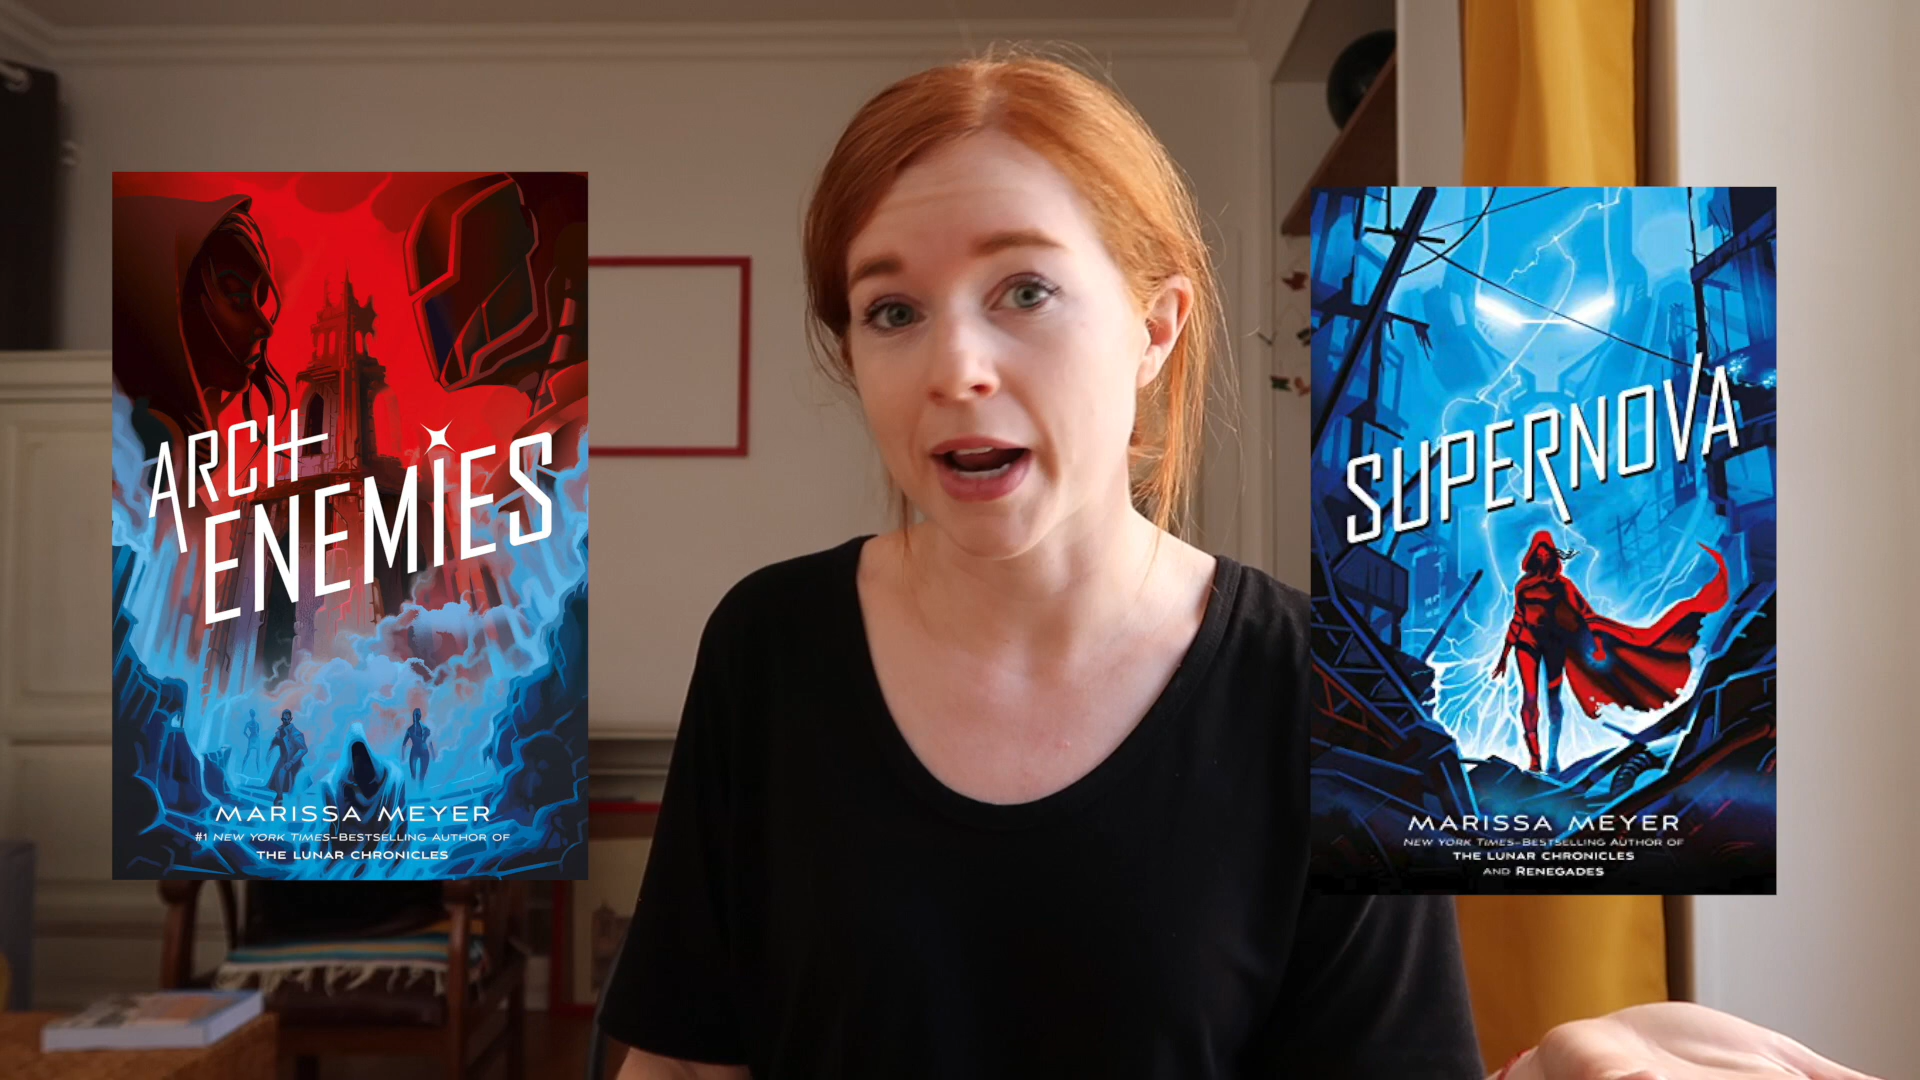 ARCH
ENEMIES
MARISSA MEYER
#1 NEW YORK TIMES–BESTSELLING AUTHOR OF
THE LUNAR CHRONICLES
SUPERNOVA
MARISSA MEYER
NEW YORK TIMES–BESTSELLING AUTHOR OF
THE LUNAR CHRONICLES
AND RENEGADES